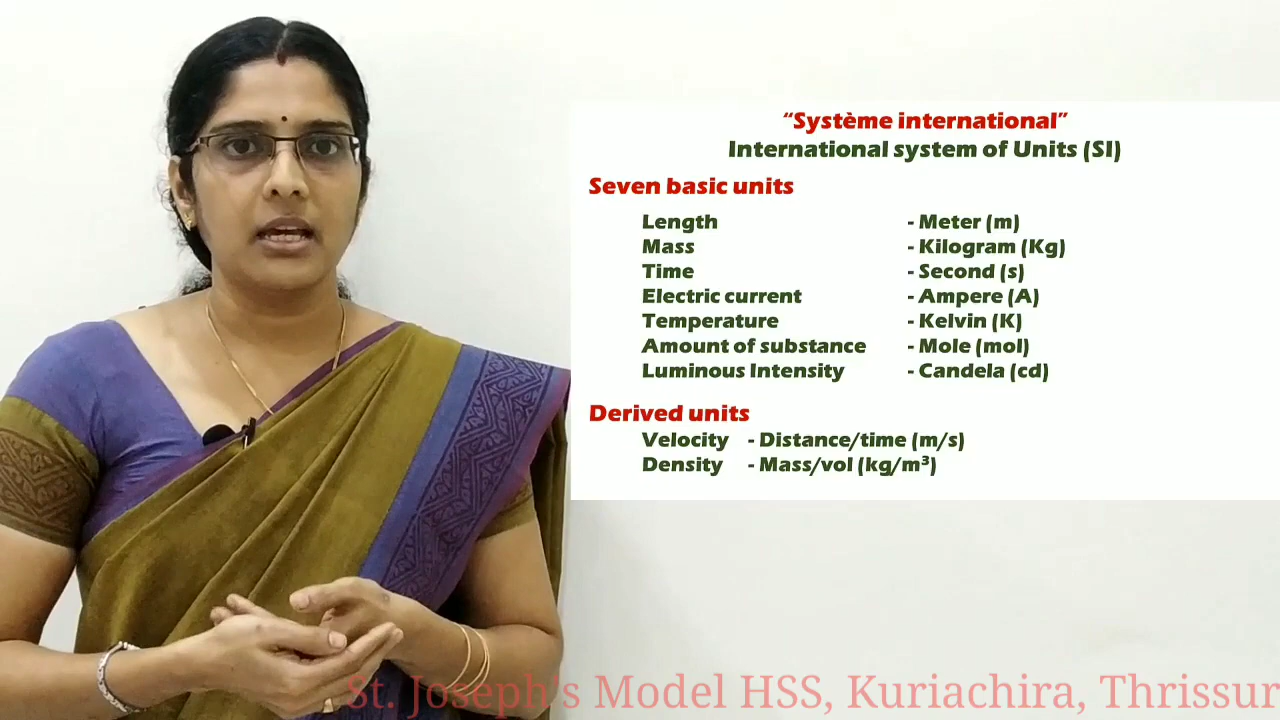 “Système international”
International system of Units (SI)
Seven basic units
Length - Meter (m)
Mass - Kilogram (Kg)
Time - Second (s)
Electric current - Ampere (A)
Temperature - Kelvin (K)
Amount of substance - Mole (mol)
Luminous Intensity - Candela (cd)
Derived units
Velocity - Distance/time (m/s)
Density - Mass/vol (kg/m³)
St. Joseph's Model HSS, Kuriachira, Thrissur